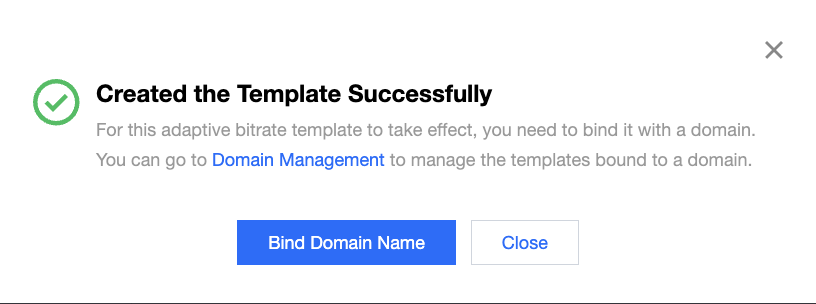 Created the Template Successfully
For this adaptive bitrate template to take effect, you need to bind it with a domain.
You can go to Domain Management to manage the templates bound to a domain.
Bind Domain Name
Close